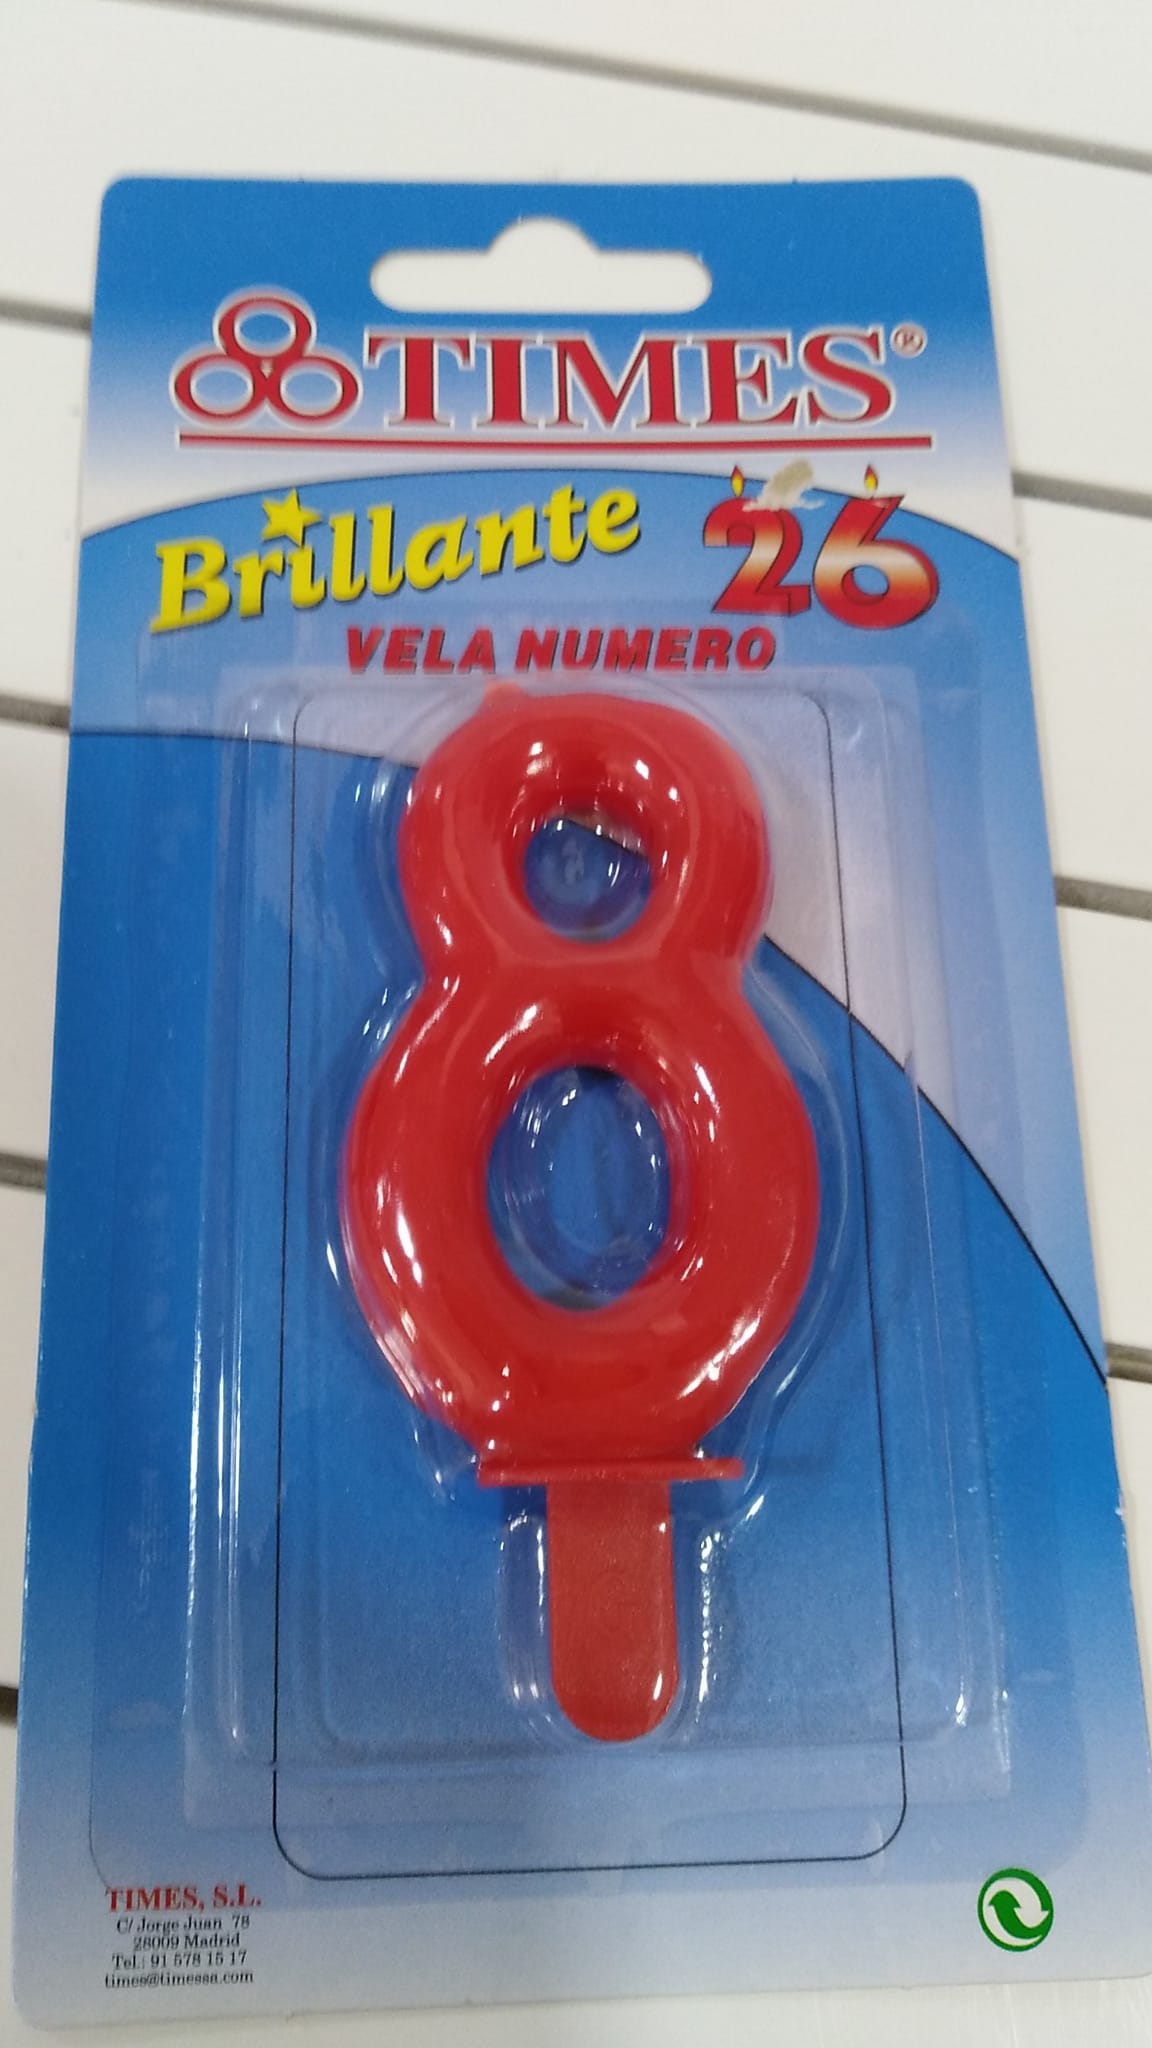 TIMES®
Brillante 26
VELA NUMERO
8
TIMES, S.L.
C/ Jorge Juan 78
28009 Madrid
Tel.: 91 578 15 17
times@timessa.com